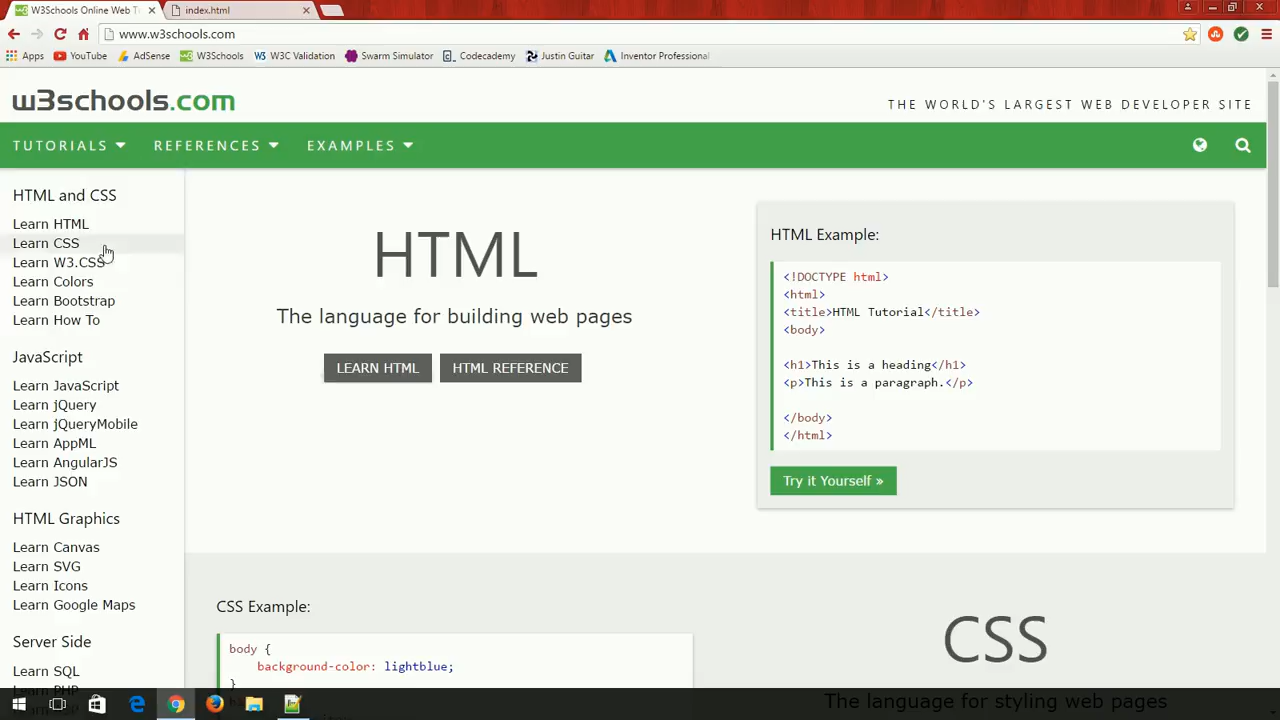 W3Schools Online Web T
index.html
www.w3schools.com
Apps YouTube AdSense W3Schools W3C Validation Swarm Simulator Codecademy Justin Guitar Inventor Professional
w3schools.com
THE WORLD'S LARGEST WEB DEVELOPER SITE
TUTORIALS REFERENCES EXAMPLES
HTML and CSS
Learn HTML
Learn CSS
Learn W3.CSS
Learn Colors
Learn Bootstrap
Learn How To
JavaScript
Learn JavaScript
Learn jQuery
Learn jQueryMobile
Learn AppML
Learn AngularJS
Learn JSON
HTML Graphics
Learn Canvas
Learn SVG
Learn Icons
Learn Google Maps
Server Side
Learn SQL
Learn PHP
HTML
The language for building web pages
LEARN HTML HTML REFERENCE
HTML Example:
<!DOCTYPE html>
<html>
<title>HTML Tutorial</title>
<body>
<h1>This is a heading</h1>
<p>This is a paragraph.</p>
</body>
</html>
Try it Yourself »
CSS Example:
body {
background-color: lightblue;
}
CSS
The language for styling web pages